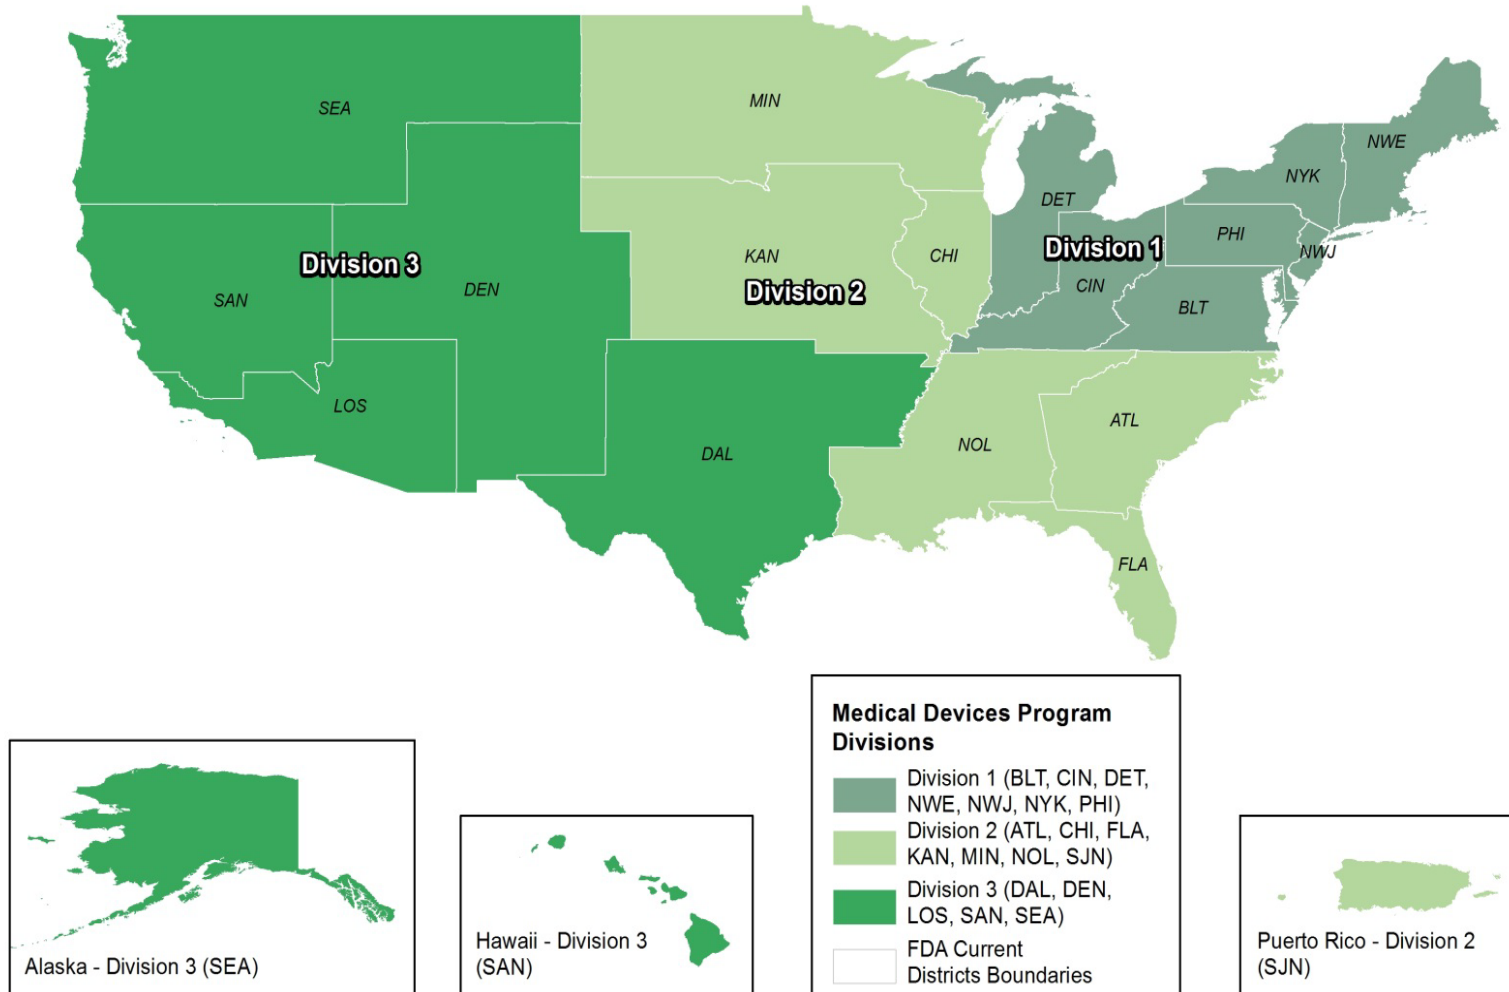 SEA
MIN
NWE
NYK
DET
PHI
NWJ
Division 1
KAN
CHI
Division 3
DEN
Division 2
CIN
SAN
BLT
LOS
ATL
NOL
DAL
FLA
Medical Devices Program
Divisions
Division 1 (BLT, CIN, DET,
NWE, NWJ, NYK, PHI)
Division 2 (ATL, CHI, FLA,
KAN, MIN, NOL, SJN)
Division 3 (DAL, DEN,
LOS, SAN, SEA)
FDA Current
Districts Boundaries
Alaska - Division 3 (SEA)
Hawaii - Division 3
(SAN)
Puerto Rico - Division 2
(SJN)